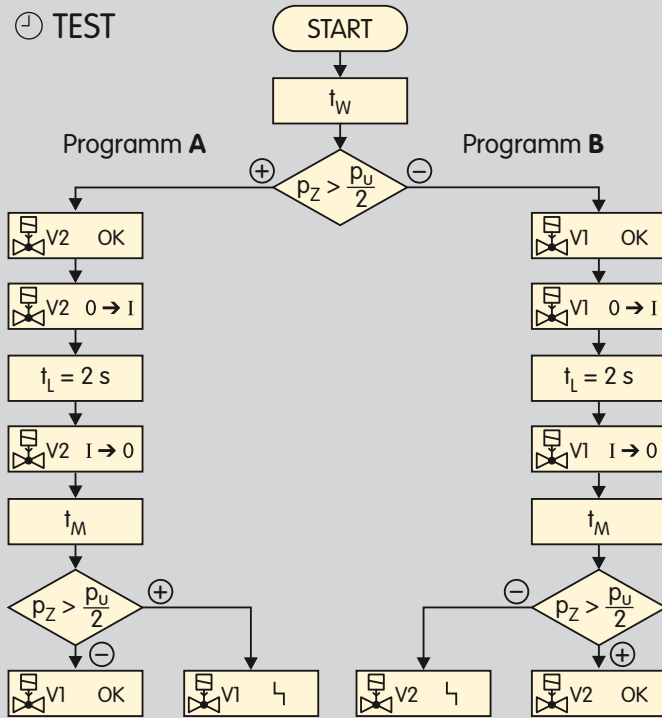 TEST
START
t_W
Programm A
Programm B
+
p_Z > p_u/2
-
V2 OK
V2 0 → I
t_L = 2 s
V2 I → 0
t_M
p_Z > p_u/2
+
-
V1 OK
V1
V1 OK
V1 0 → I
t_L = 2 s
V1 I → 0
t_M
-
p_Z > p_u/2
+
V2
V2 OK